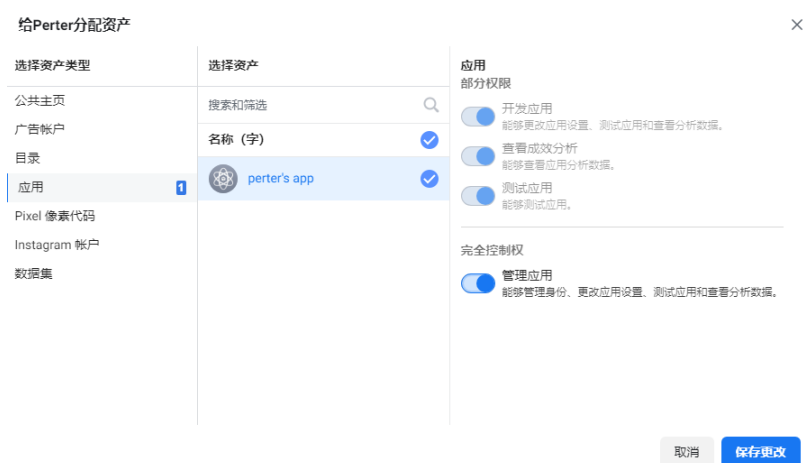 给Perter分配资产
选择资产类型
公共主页
广告帐户
目录
应用
1
Pixel 像素代码
Instagram 帐户
数据集
选择资产
搜索和筛选
名称（字）
perter's app
应用
部分权限
开发应用
能够更改应用设置、测试应用和查看分析数据。
查看成效分析
能够查看应用分析数据。
测试应用
能够测试应用。
完全控制权
管理应用
能够管理身份、更改应用设置、测试应用和查看分析数据。
取消
保存更改